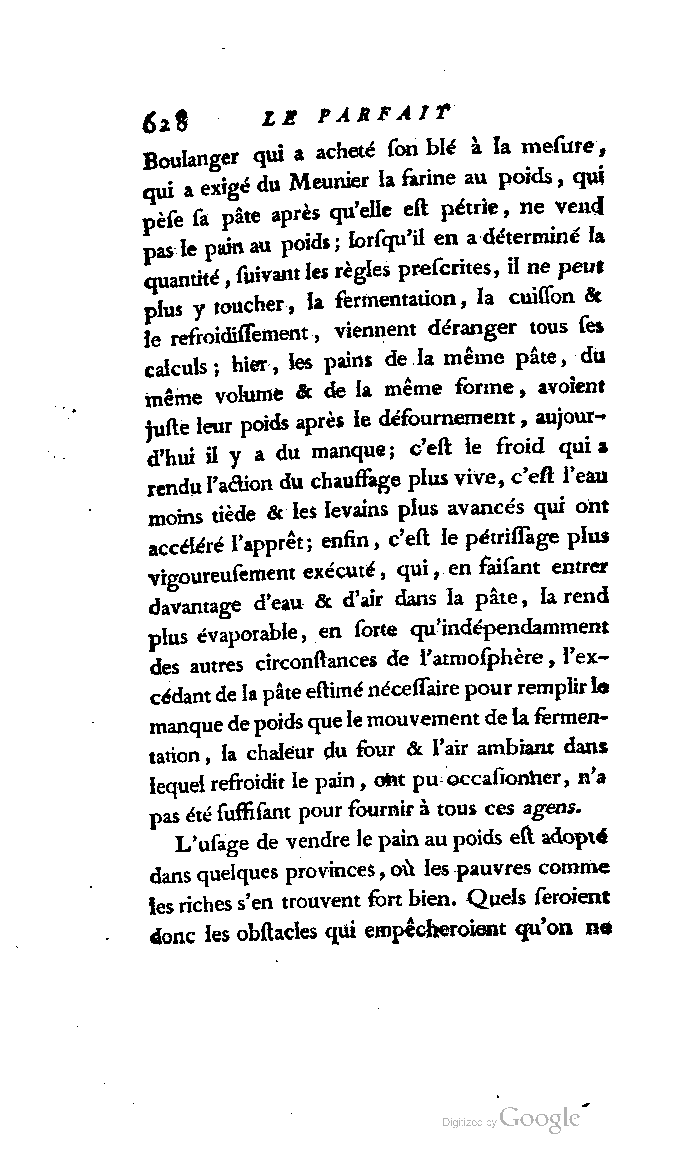 628 LE PARFAIT
Boulanger qui a acheté ſon blé à la meſure,
qui a exigé du Meunier la farine au poids, qui
pèſe ſa pâte après qu'elle eſt pétrie, ne vend
pas le pain au poids; lorſqu'il en a déterminé la
quantité, ſuivant les règles preſcrites, il ne peut
plus y toucher, la fermentation, la cuiſſon &
le refroidiſſement, viennent déranger tous ſes
calculs; hier, les pains de la même pâte, du
même volume & de la même forme, avoient
juſte leur poids après le défournement, aujour-
d'hui il y a du manque; c'eſt le froid qui a
rendu l'action du chauffage plus vive, c'eſt l'eau
moins tiède & les levains plus avancés qui ont
accéléré l'apprêt; enfin, c'eſt le pétriſſage plus
vigoureuſement exécuté, qui, en faiſant entrer
davantage d'eau & d'air dans la pâte, la rend
plus évaporable, en ſorte qu'indépendamment
des autres circonſtances de l'atmoſphère, l'ex-
cédant de la pâte eſtimé néceſſaire pour remplir le
manque de poids que le mouvement de la fermen-
tation, la chaleur du four & l'air ambiant dans
lequel refroidit le pain, ont pu occaſionner, n'a
pas été ſuffiſant pour fournir à tous ces agens.
L'uſage de vendre le pain au poids eſt adopté
dans quelques provinces, où les pauvres comme
les riches s'en trouvent fort bien. Quels ſeroient
donc les obſtacles qui empêcheroient qu'on ne
Digitized by Google